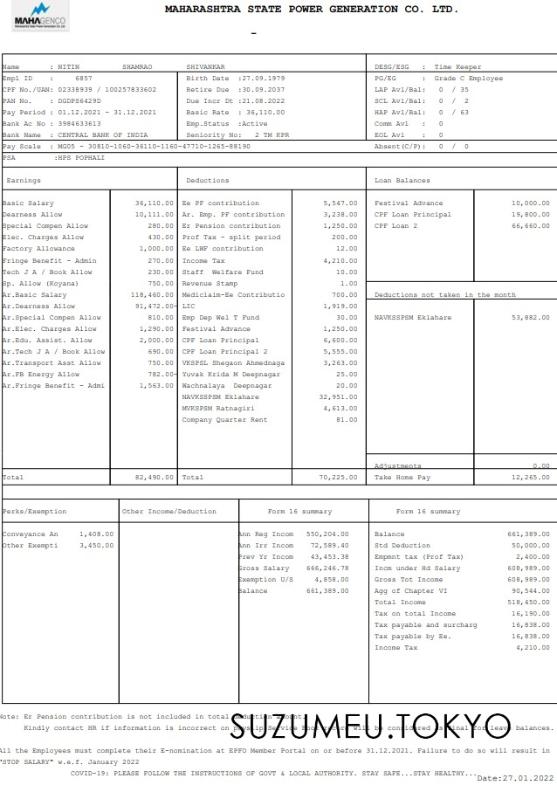 MAHAGENCO
MAHARASHTRA STATE POWER GENERATION CO. LTD.
-
Name : NITIN SHAMRAO SHIVANKAR DESG/ESG : Time Keeper
Empl ID : 6857 Birth Date :27.09.1979 PG/EG : Grade C Employee
CPF No./UAN: 02338939 / 100257833602 Retire Due :30.09.2037 LAP Avl/Bal: 0 / 35
PAN No. : DGDPS6429D Due Incr Dt :21.08.2022 SCL Avl/Bal: 0 / 2
Pay Period : 01.12.2021 - 31.12.2021 Basic Rate : 36,110.00 HAP Avl/Bal: 0 / 63
Bank Ac No : 3984633613 Emp.Status :Active Comm Avl : 0
Bank Name : CENTRAL BANK OF INDIA Seniority No: 2 TM KPR EOL Avl : 0
Pay Scale : MG05 - 30810-1060-36110-1160-47710-1265-88190 Absent(C/P): 0 / 0
PSA :HPS POPHALI
Earnings Deductions Loan Balances
Basic Salary 36,110.00 Ee PF contribution 5,547.00 Festival Advance 10,000.00
Dearness Allow 10,111.00 Ar. Emp. PF contribution 3,238.00 CPF Loan Principal 19,800.00
Special Compen Allow 280.00 Er Pension contribution 1,250.00 CPF Loan 2 66,660.00
Elec. Charges Allow 430.00 Prof Tax - split period 200.00
Factory Allowance 1,000.00 Ee LWF contribution 12.00
Fringe Benefit - Admin 270.00 Income Tax 4,210.00
Tech J A / Book Allow 230.00 Staff Welfare Fund 10.00
Sp. Allow (Koyana) 750.00 Revenue Stamp 1.00
Ar.Basic Salary 118,460.00 Mediclaim-Ee Contributio 700.00 Deductions not taken in the month
Ar.Dearness Allow 91,472.00- LIC 1,919.00
Ar.Special Compen Allow 810.00 Emp Dep Wel T Fund 30.00 NAVKSSPSM Eklahare 53,882.00
Ar.Elec. Charges Allow 1,290.00 Festival Advance 1,250.00
Ar.Edu. Assist. Allow 2,000.00 CPF Loan Principal 6,600.00
Ar.Tech J A / Book Allow 690.00 CPF Loan Principal 2 5,555.00
Ar.Transport Asst Allow 750.00 VKSPSL Shegaon Ahmednaga 3,263.00
Ar.FB Energy Allow 782.00- Yuvak Krida M Deepnagar 25.00
Ar.Fringe Benefit - Admi 1,563.00 Wachnalaya Deepnagar 20.00
NAVKSSPSM Eklahare 32,951.00
MVKSPSM Ratnagiri 4,613.00
Company Quarter Rent 81.00
Adjustments 0.00
Total 82,490.00 Total 70,225.00 Take Home Pay 12,265.00
Perks/Exemption Other Income/Deduction Form 16 summary Form 16 summary
Conveyance An 1,408.00 Ann Reg Incom 550,204.00 Balance 661,389.00
Other Exempti 3,450.00 Ann Irr Incom 72,589.40 Std Deduction 50,000.00
Prev Yr Incom 43,453.38 Empmnt tax (Prof Tax) 2,400.00
Gross Salary 666,246.78 Incm under Hd Salary 608,989.00
Exemption U/S 4,858.00 Gross Tot Income 608,989.00
Balance 661,389.00 Agg of Chapter VI 90,544.00
Total Income 518,450.00
Tax on total Income 16,190.00
Tax payable and surcharg 16,838.00
Tax payable by Ee. 16,838.00
Income Tax 4,210.00
Note: Er Pension contribution is not included in total deduction amount.
Kindly contact HR if information is incorrect on payslip Service Book will be considered as final for leave balances.
SUZUMEU.TOKYO
All the Employees must complete their E-nomination at EPFO Member Portal on or before 31.12.2021. Failure to do so will result in
"STOP SALARY" w.e.f. January 2022
COVID-19: PLEASE FOLLOW THE INSTRUCTIONS OF GOVT & LOCAL AUTHORITY. STAY SAFE...STAY HEALTHY...
Date:27.01.2022